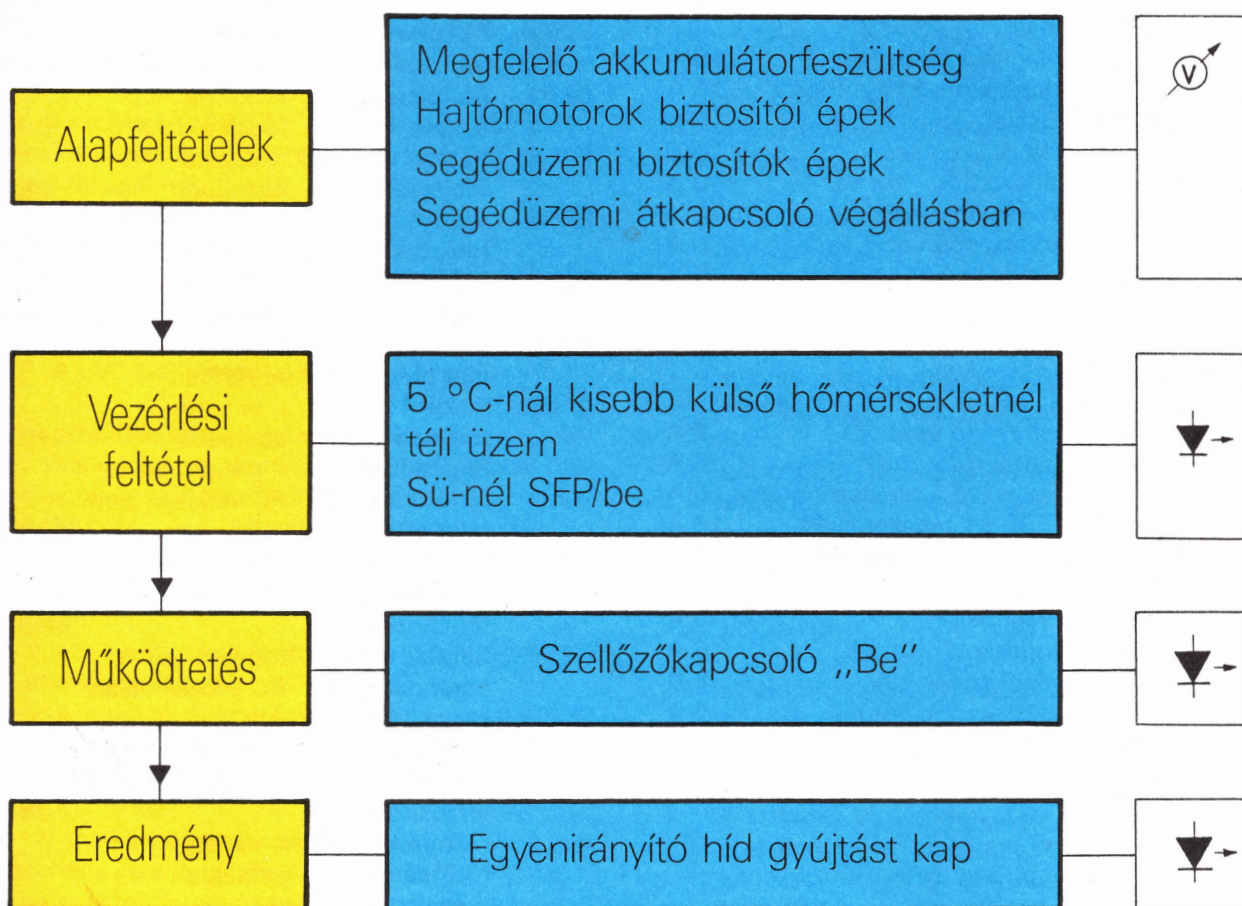 Alapfeltételek
Megfelelő akkumulátorfeszültség
Hajtómotorok biztosítói épek
Segédüzemi biztosítók épek
Segédüzemi átkapcsoló végállásban
V
Vezérlési
feltétel
5 °C-nál kisebb külső hőmérsékletnél
téli üzem
Sü-nél SFP/be
Működtetés
Szellőzőkapcsoló „Be”
Eredmény
Egyenirányító híd gyújtást kap